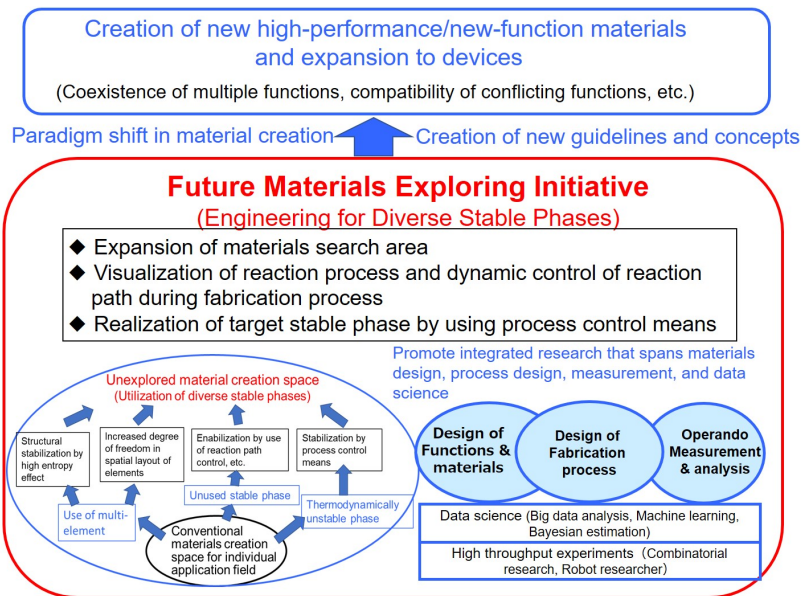 Creation of new high-performance/new-function materials
and expansion to devices
(Coexistence of multiple functions, compatibility of conflicting functions, etc.)
Paradigm shift in material creation
Creation of new guidelines and concepts
Future Materials Exploring Initiative
(Engineering for Diverse Stable Phases)
◆ Expansion of materials search area
◆ Visualization of reaction process and dynamic control of reaction
path during fabrication process
◆ Realization of target stable phase by using process control means
Unexplored material creation space
(Utilization of diverse stable phases)
Structural
stabilization by
high entropy
effect
Increased degree
of freedom in
spatial layout of
elements
Enabilization by use
of reaction path
control, etc.
Stabilization by
process control
means
Use of multi-
element
Unused stable phase
Thermodynamically
unstable phase
Conventional
materials creation
space for individual
application field
Promote integrated research that spans materials
design, process design, measurement, and data
science
Design of
Functions &
materials
Design of
Fabrication
process
Operando
Measurement
& analysis
Data science (Big data analysis, Machine learning,
Bayesian estimation)
High throughput experiments（Combinatorial
research, Robot researcher）